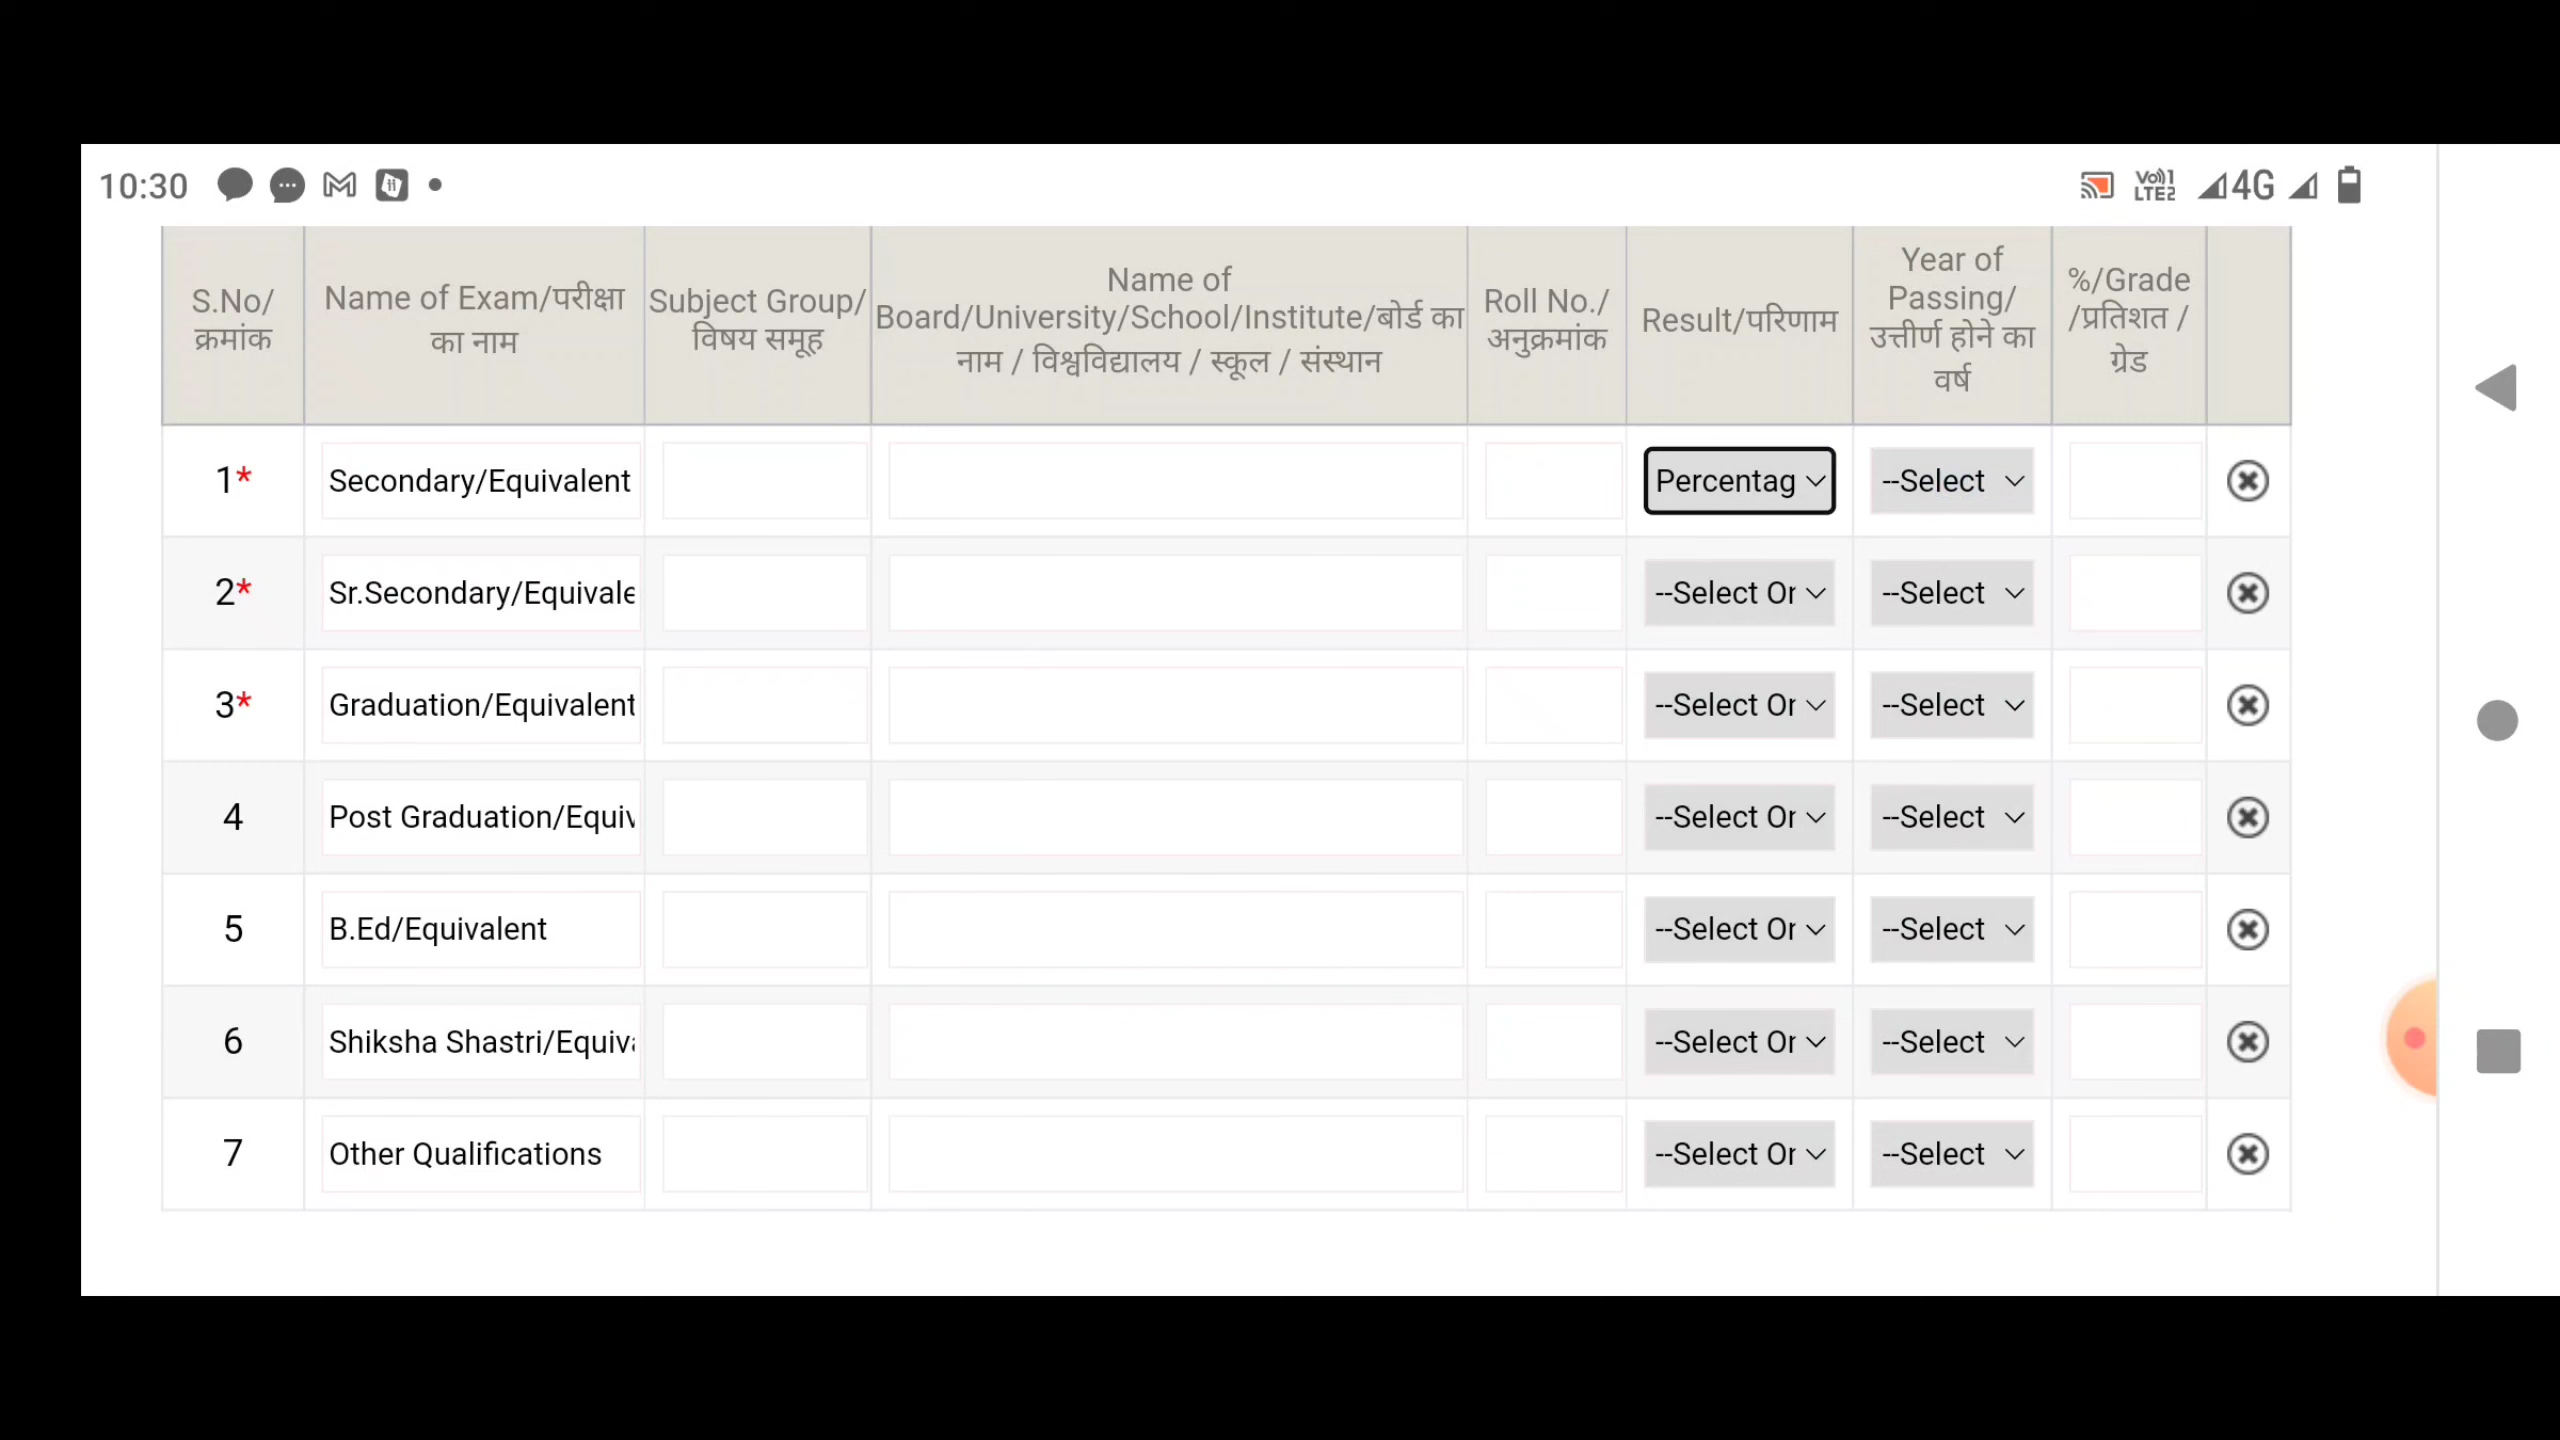 10:30
VoI) 1 LTE2 4G
S.No/ क्रमांक
Name of Exam/परीक्षा का नाम
Subject Group/ विषय समूह
Name of Board/University/School/Institute/बोर्ड का नाम / विश्वविद्यालय / स्कूल / संस्थान
Roll No./ अनुक्रमांक
Result/परिणाम
Year of Passing/ उत्तीर्ण होने का वर्ष
%/Grade /प्रतिशत / ग्रेड
1* Secondary/Equivalent Percentag --Select
2* Sr.Secondary/Equivale --Select Or --Select
3* Graduation/Equivalent --Select Or --Select
4 Post Graduation/Equiv --Select Or --Select
5 B.Ed/Equivalent --Select Or --Select
6 Shiksha Shastri/Equiva --Select Or --Select
7 Other Qualifications --Select Or --Select